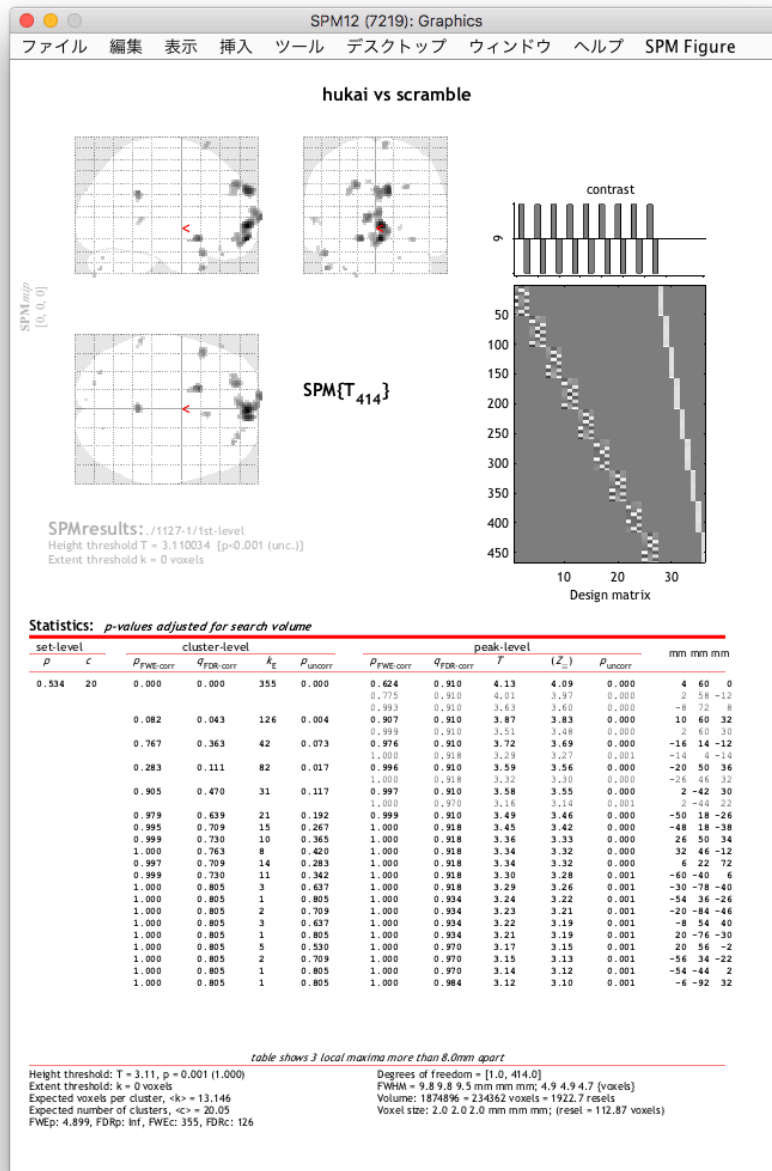 SPM12 (7219): Graphics
ファイル 編集 表示 挿入 ツール デスクトップ ウィンドウ ヘルプ SPM Figure
hukai vs scramble
contrast
9
<
<
SPMmip
[0, 0, 0]
<
SPM{T414}
50
100
150
200
250
300
350
400
450
10 20 30
Design matrix
SPMresults: ./1127-1/1st-level
Height threshold T = 3.110034 {p<0.001 (unc.)}
Extent threshold k = 0 voxels
Statistics: p-values adjusted for search volume
set-level cluster-level peak-level mm mm mm
p c pFWE-corr qFDR-corr kE puncorr pFWE-corr qFDR-corr T (Z≡) puncorr
0.534 20 0.000 0.000 355 0.000 0.624 0.910 4.13 4.09 0.000 4 60 0
0.775 0.910 4.01 3.97 0.000 2 58 -12
0.993 0.910 3.63 3.60 0.000 -8 72 8
0.082 0.043 126 0.004 0.907 0.910 3.87 3.83 0.000 10 60 32
0.999 0.910 3.51 3.48 0.000 2 60 30
0.767 0.363 42 0.073 0.976 0.910 3.72 3.69 0.000 -16 14 -12
1.000 0.918 3.29 3.27 0.001 -14 4 -14
0.283 0.111 82 0.017 0.996 0.910 3.59 3.56 0.000 -20 50 36
1.000 0.918 3.32 3.30 0.000 -26 46 32
0.905 0.470 31 0.117 0.997 0.910 3.58 3.55 0.000 2 -42 30
1.000 0.970 3.16 3.14 0.001 2 -44 22
0.979 0.639 21 0.192 0.999 0.910 3.49 3.46 0.000 -50 18 -26
0.995 0.709 15 0.267 1.000 0.918 3.45 3.42 0.000 -48 18 -38
0.999 0.730 10 0.365 1.000 0.918 3.36 3.33 0.000 26 50 34
1.000 0.763 8 0.420 1.000 0.918 3.34 3.32 0.000 32 46 -12
0.997 0.709 14 0.283 1.000 0.918 3.34 3.32 0.000 6 22 72
0.999 0.730 11 0.342 1.000 0.918 3.30 3.28 0.001 -60 -40 6
1.000 0.805 3 0.637 1.000 0.918 3.29 3.26 0.001 -30 -78 -40
1.000 0.805 1 0.805 1.000 0.934 3.24 3.22 0.001 -54 36 -26
1.000 0.805 2 0.709 1.000 0.934 3.23 3.21 0.001 -20 -84 -46
1.000 0.805 3 0.637 1.000 0.934 3.22 3.19 0.001 -8 54 40
1.000 0.805 1 0.805 1.000 0.934 3.21 3.19 0.001 20 -76 -30
1.000 0.805 5 0.530 1.000 0.970 3.17 3.15 0.001 20 56 -2
1.000 0.805 2 0.709 1.000 0.970 3.15 3.13 0.001 -56 34 -22
1.000 0.805 1 0.805 1.000 0.970 3.14 3.12 0.001 -54 -44 2
1.000 0.805 1 0.805 1.000 0.984 3.12 3.10 0.001 -6 -92 32
table shows 3 local maxima more than 8.0mm apart
Height threshold: T = 3.11, p = 0.001 (1.000)
Extent threshold: k = 0 voxels
Expected voxels per cluster, <k> = 13.146
Expected number of clusters, <c> = 20.05
FWEp: 4.899, FDRp: Inf, FWEc: 355, FDRc: 126
Degrees of freedom = [1.0, 414.0]
FWHM = 9.8 9.8 9.5 mm mm mm; 4.9 4.9 4.7 {voxels}
Volume: 1874896 = 234362 voxels = 1922.7 resels
Voxel size: 2.0 2.0 2.0 mm mm mm; (resel = 112.87 voxels)